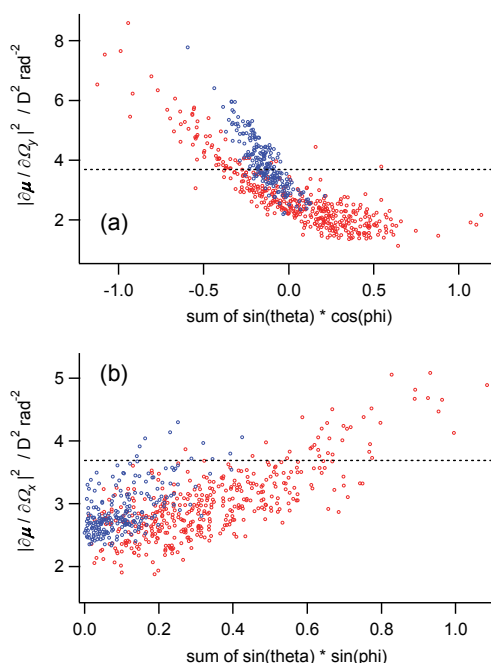 8
6
4
2
|∂μ / ∂Ω_y|² / D² rad⁻²
(a)
-1.0 -0.5 0.0 0.5 1.0
sum of sin(theta) * cos(phi)
5
4
3
2
|∂μ / ∂Ω_x|² / D² rad⁻²
(b)
0.0 0.2 0.4 0.6 0.8 1.0
sum of sin(theta) * sin(phi)